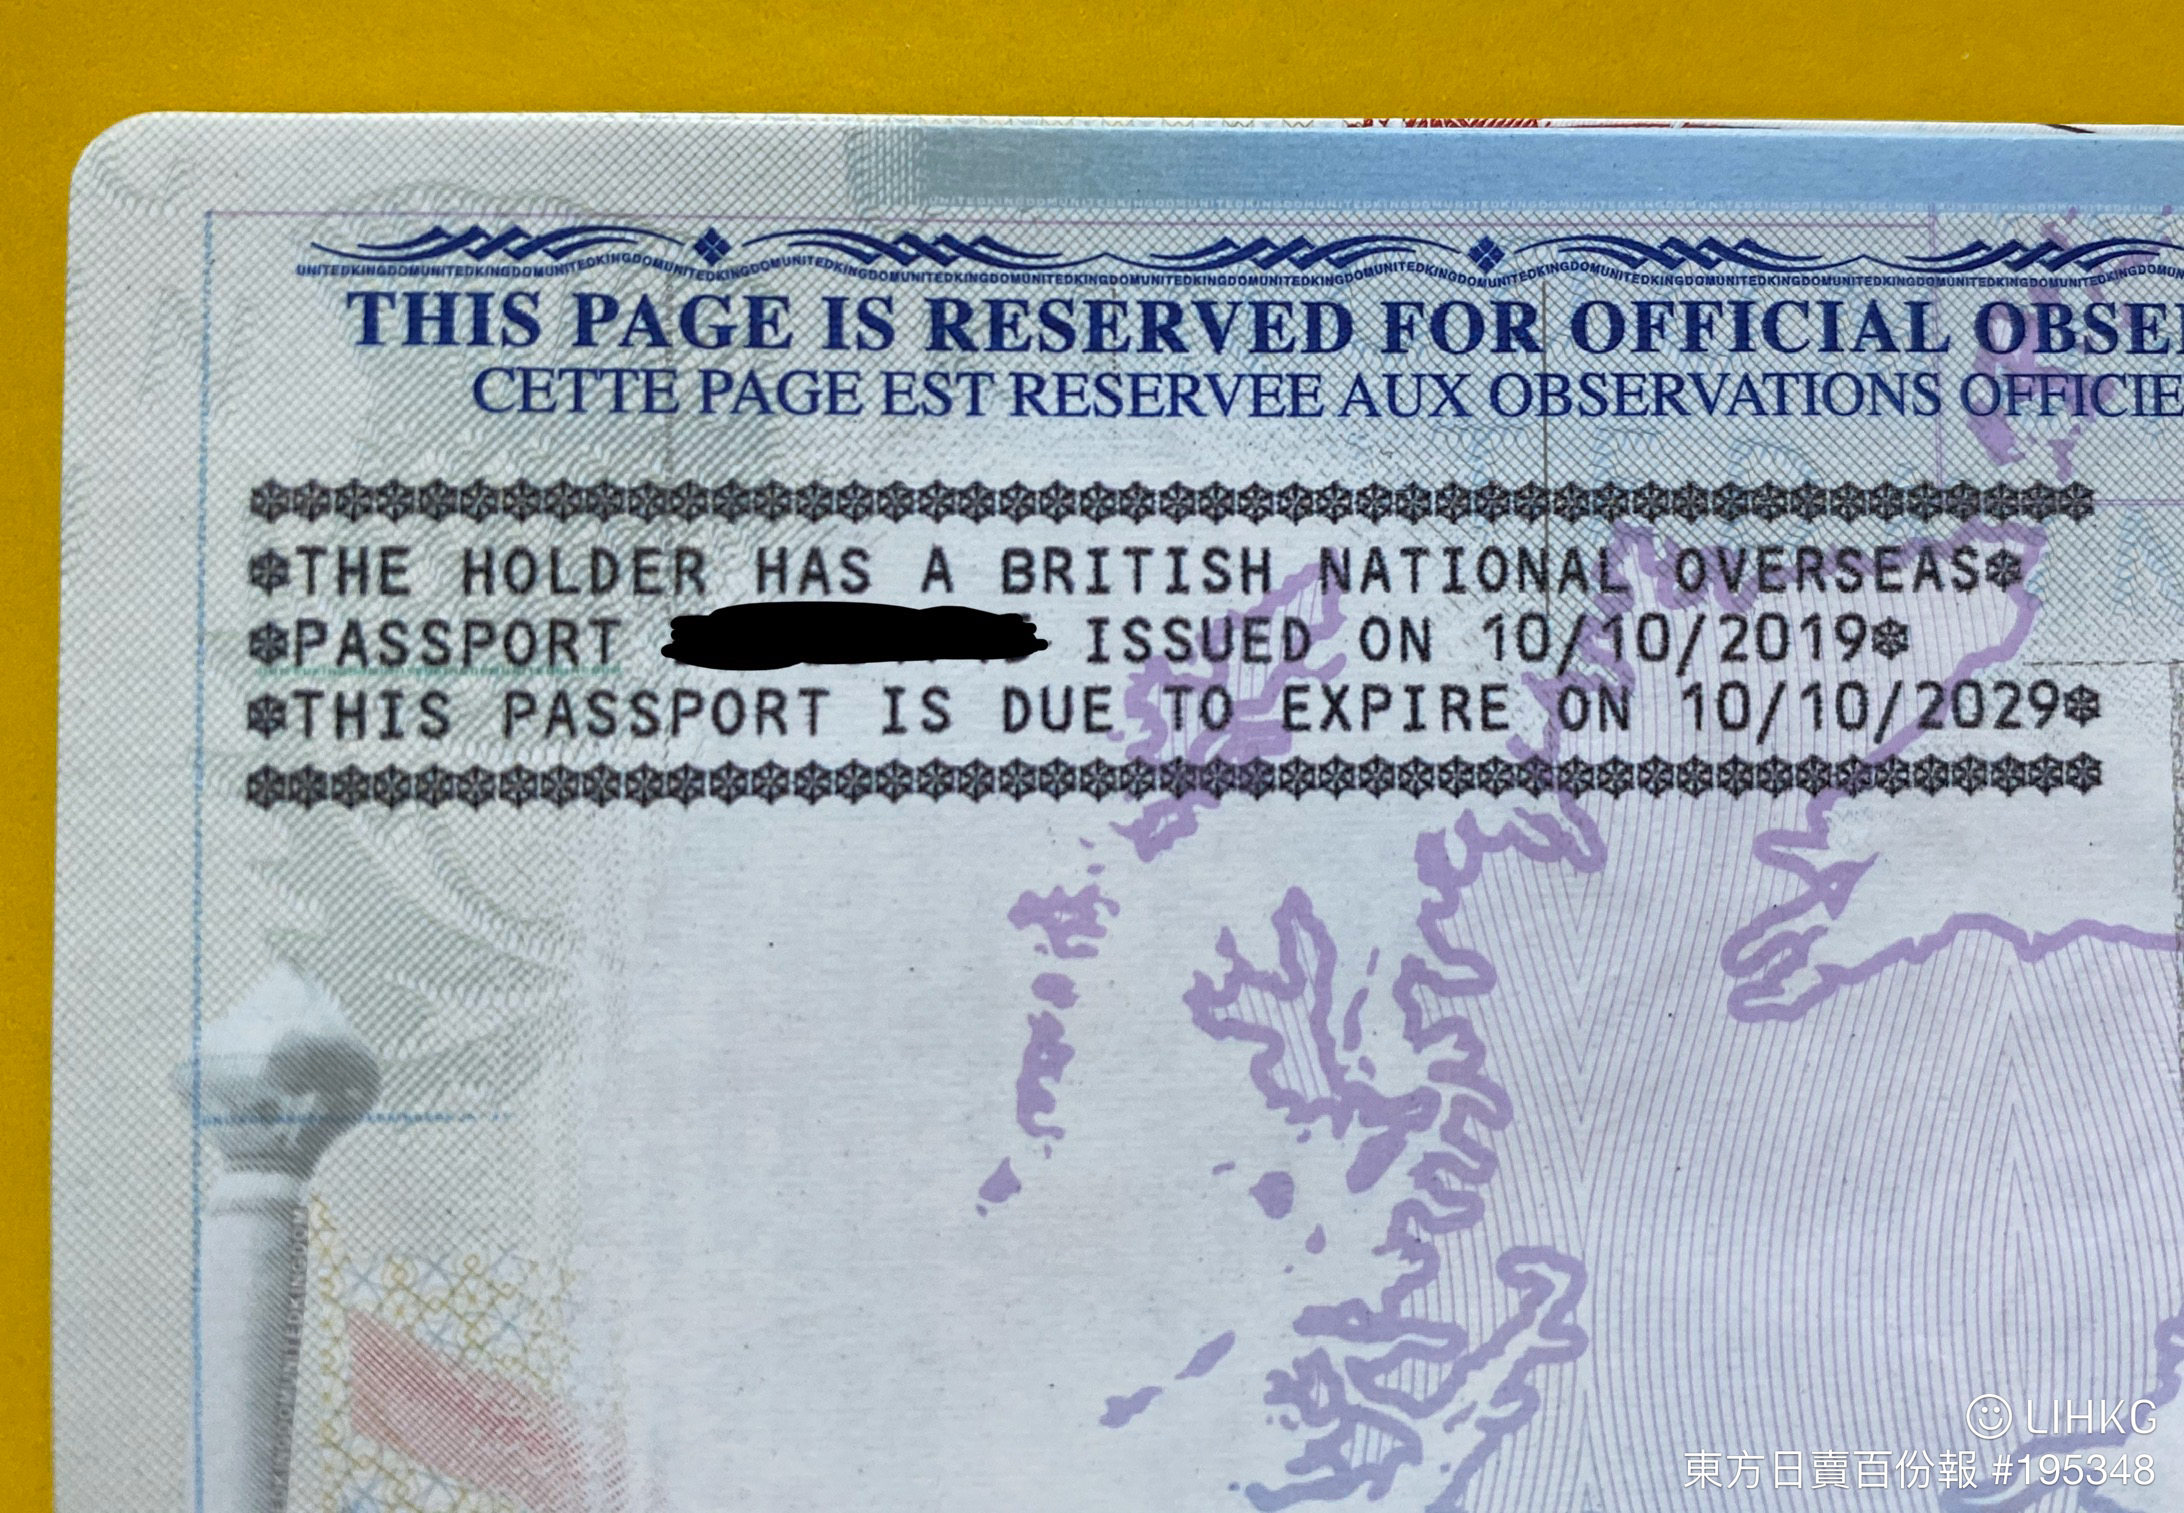 UNITEDKINGDOMUNITEDKINGDOMUNITEDKINGDOMUNITEDKINGDOMUNITEDKINGDOMUNITEDKINGDOMUNITEDKINGDOMUNITEDKINGDOMUNITEDKINGDOMUNITEDKINGDOM
THIS PAGE IS RESERVED FOR OFFICIAL OBSE
CETTE PAGE EST RESERVEE AUX OBSERVATIONS OFFICIE
THE HOLDER HAS A BRITISH NATIONAL OVERSEAS
PASSPORT ISSUED ON 10/10/2019
THIS PASSPORT IS DUE TO EXPIRE ON 10/10/2029
LIHKG
東方日賣百份報 #195348